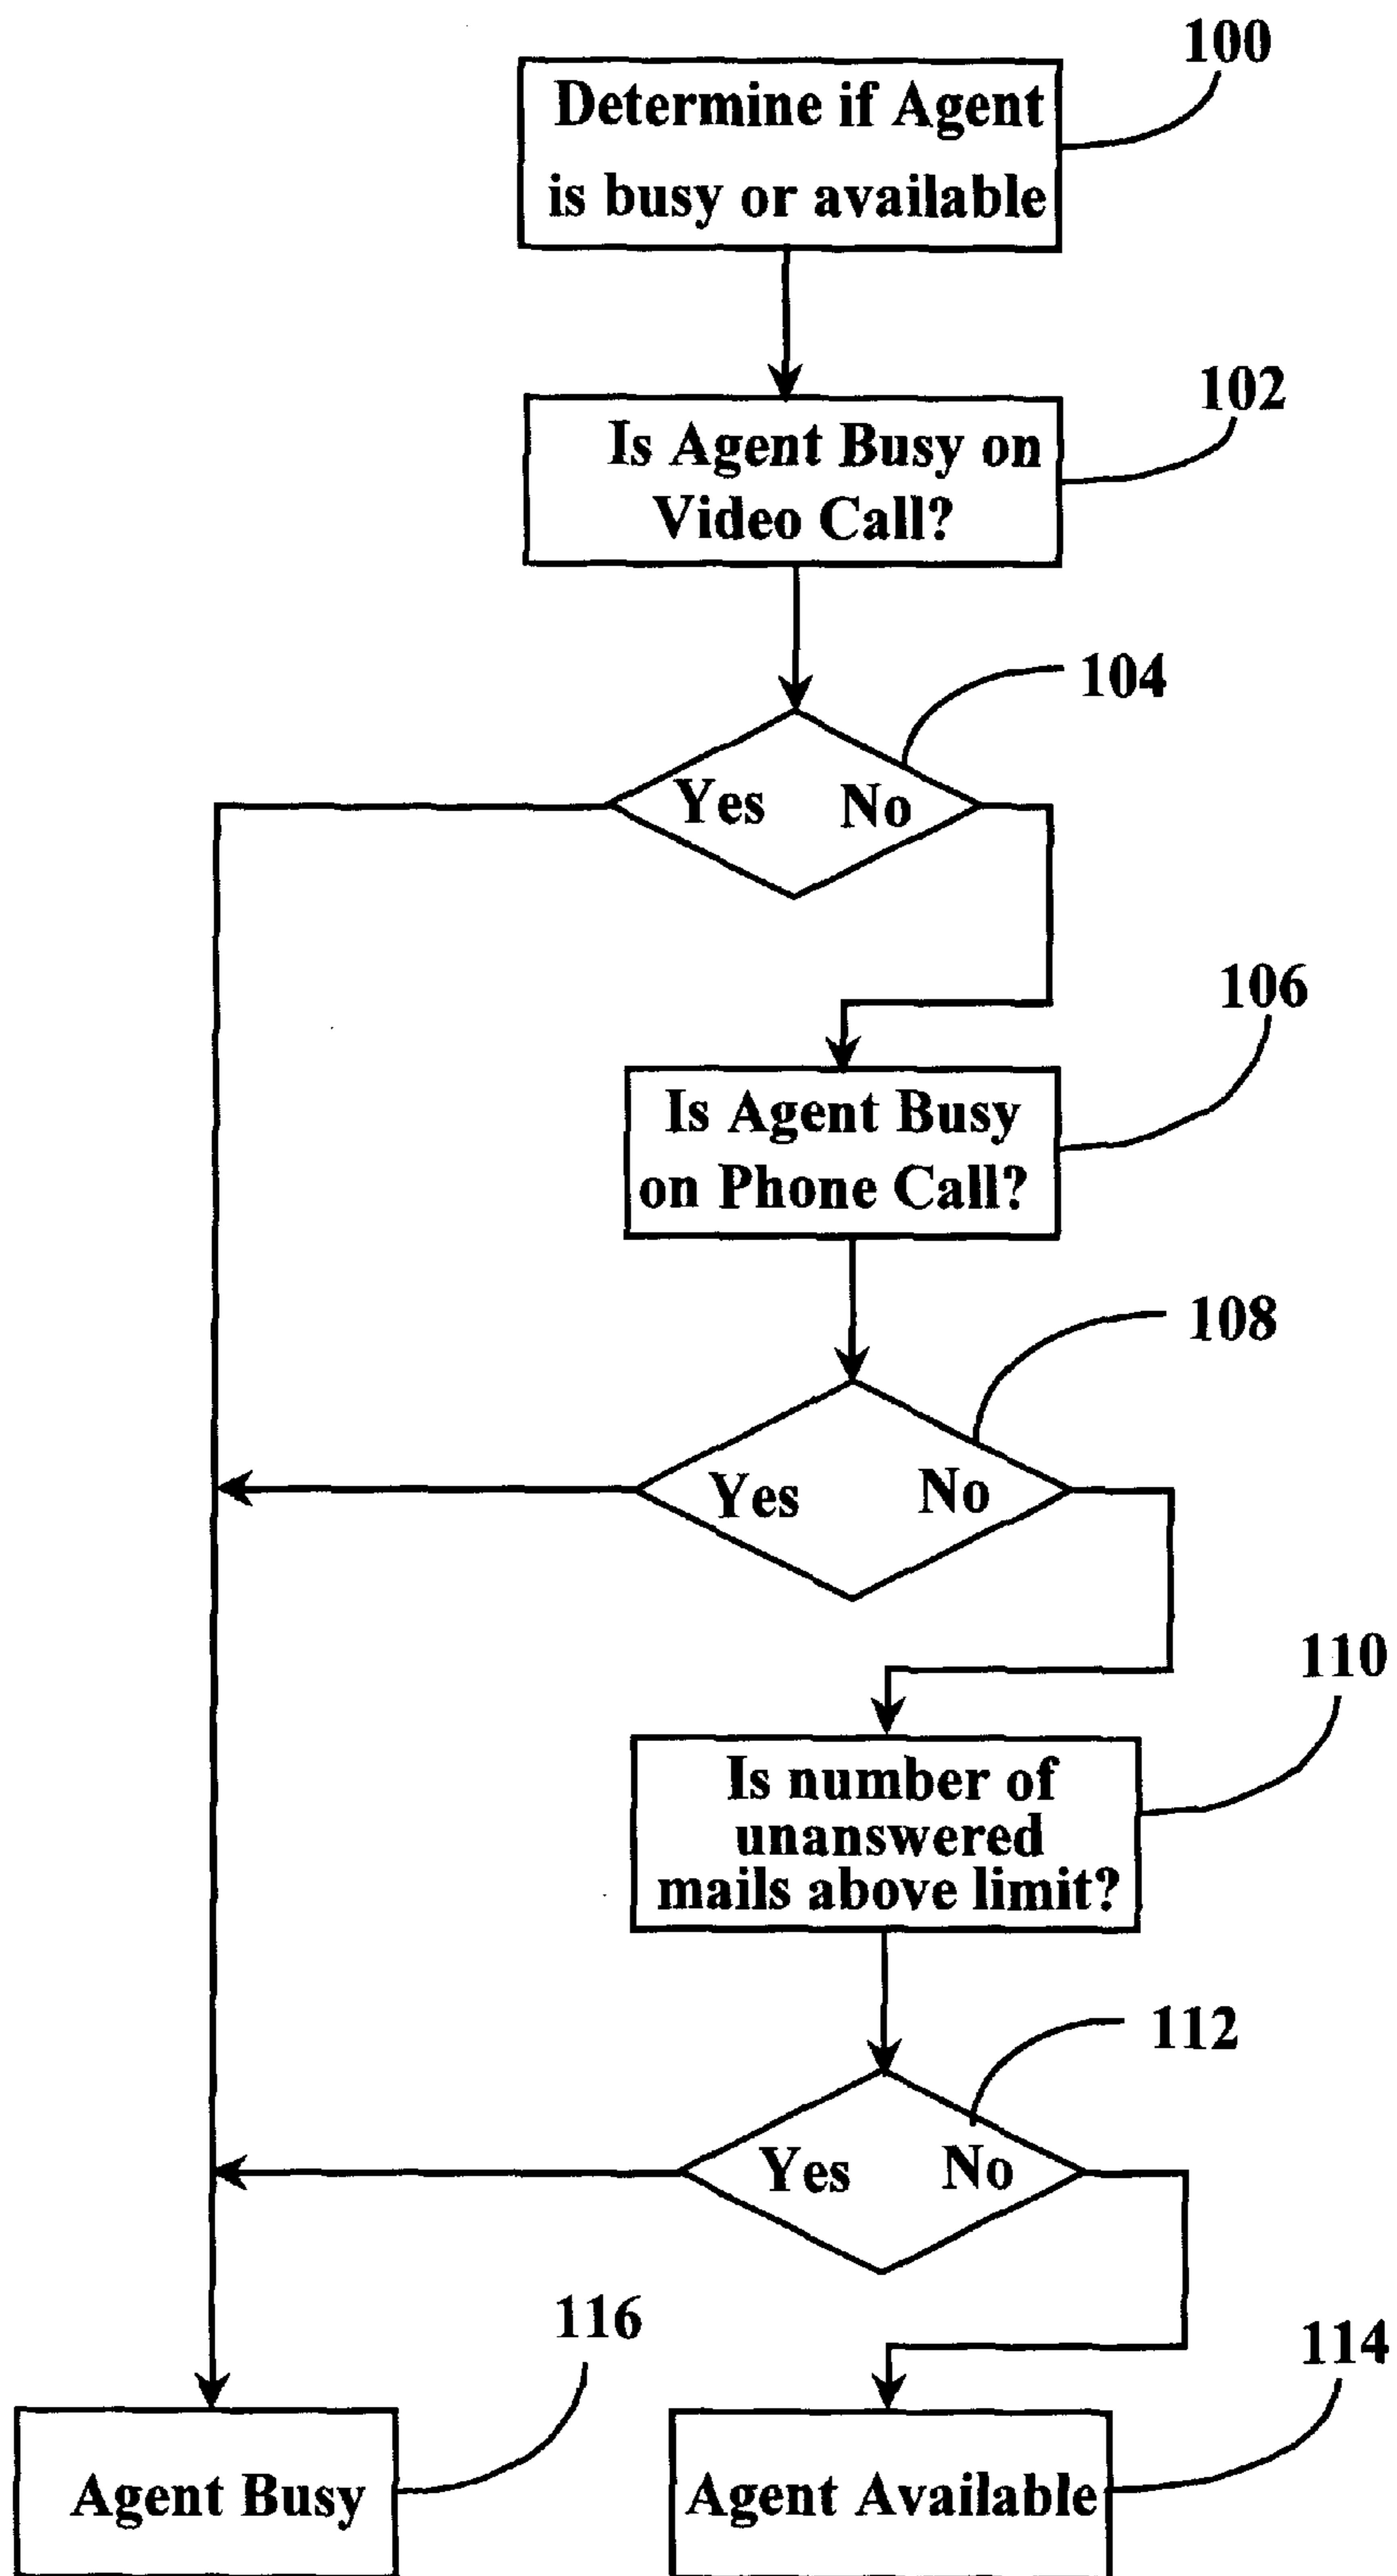 100
Determine if Agent
is busy or available
102
Is Agent Busy on
Video Call?
104
Yes No
106
Is Agent Busy
on Phone Call?
108
Yes No
110
Is number of
unanswered
mails above limit?
112
Yes No
116
114
Agent Busy
Agent Available